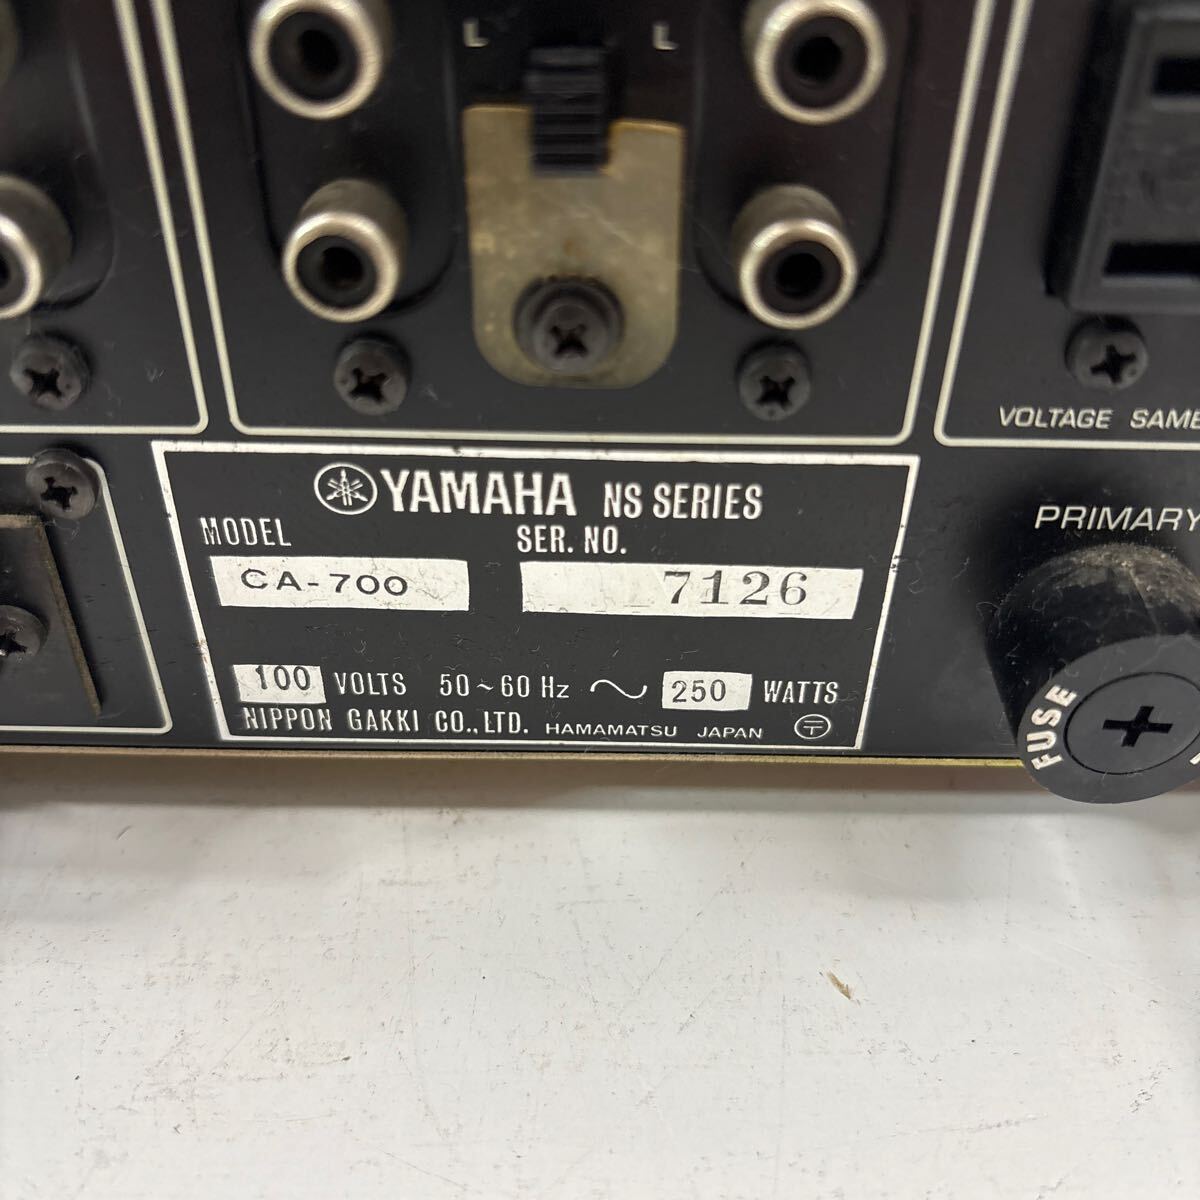 L L
VOLTAGE SAME
YAMAHA NS SERIES
MODEL SER. NO.
CA-700 7126
PRIMARY
100 VOLTS 50~60 Hz ～ 250 WATTS
NIPPON GAKKI CO., LTD. HAMAMATSU JAPAN 〒
FUSE